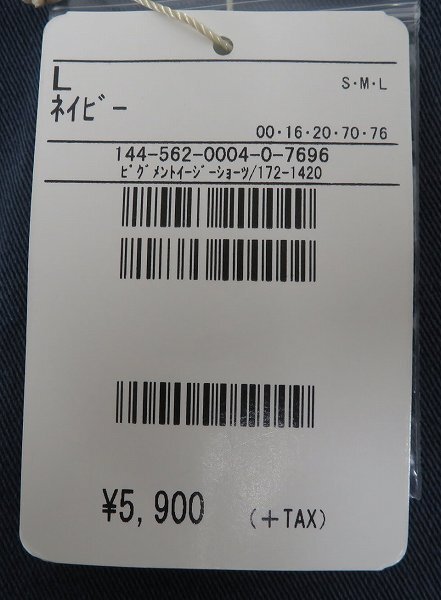 L
S・M・L
ﾈｲﾋﾞｰ
00・16・20・70・76
144-562-0004-0-7696
ﾋﾟｸﾞﾒﾝﾄｲｰｼﾞｰｼｮｰﾂ/172-1420
¥5,900 (+TAX)